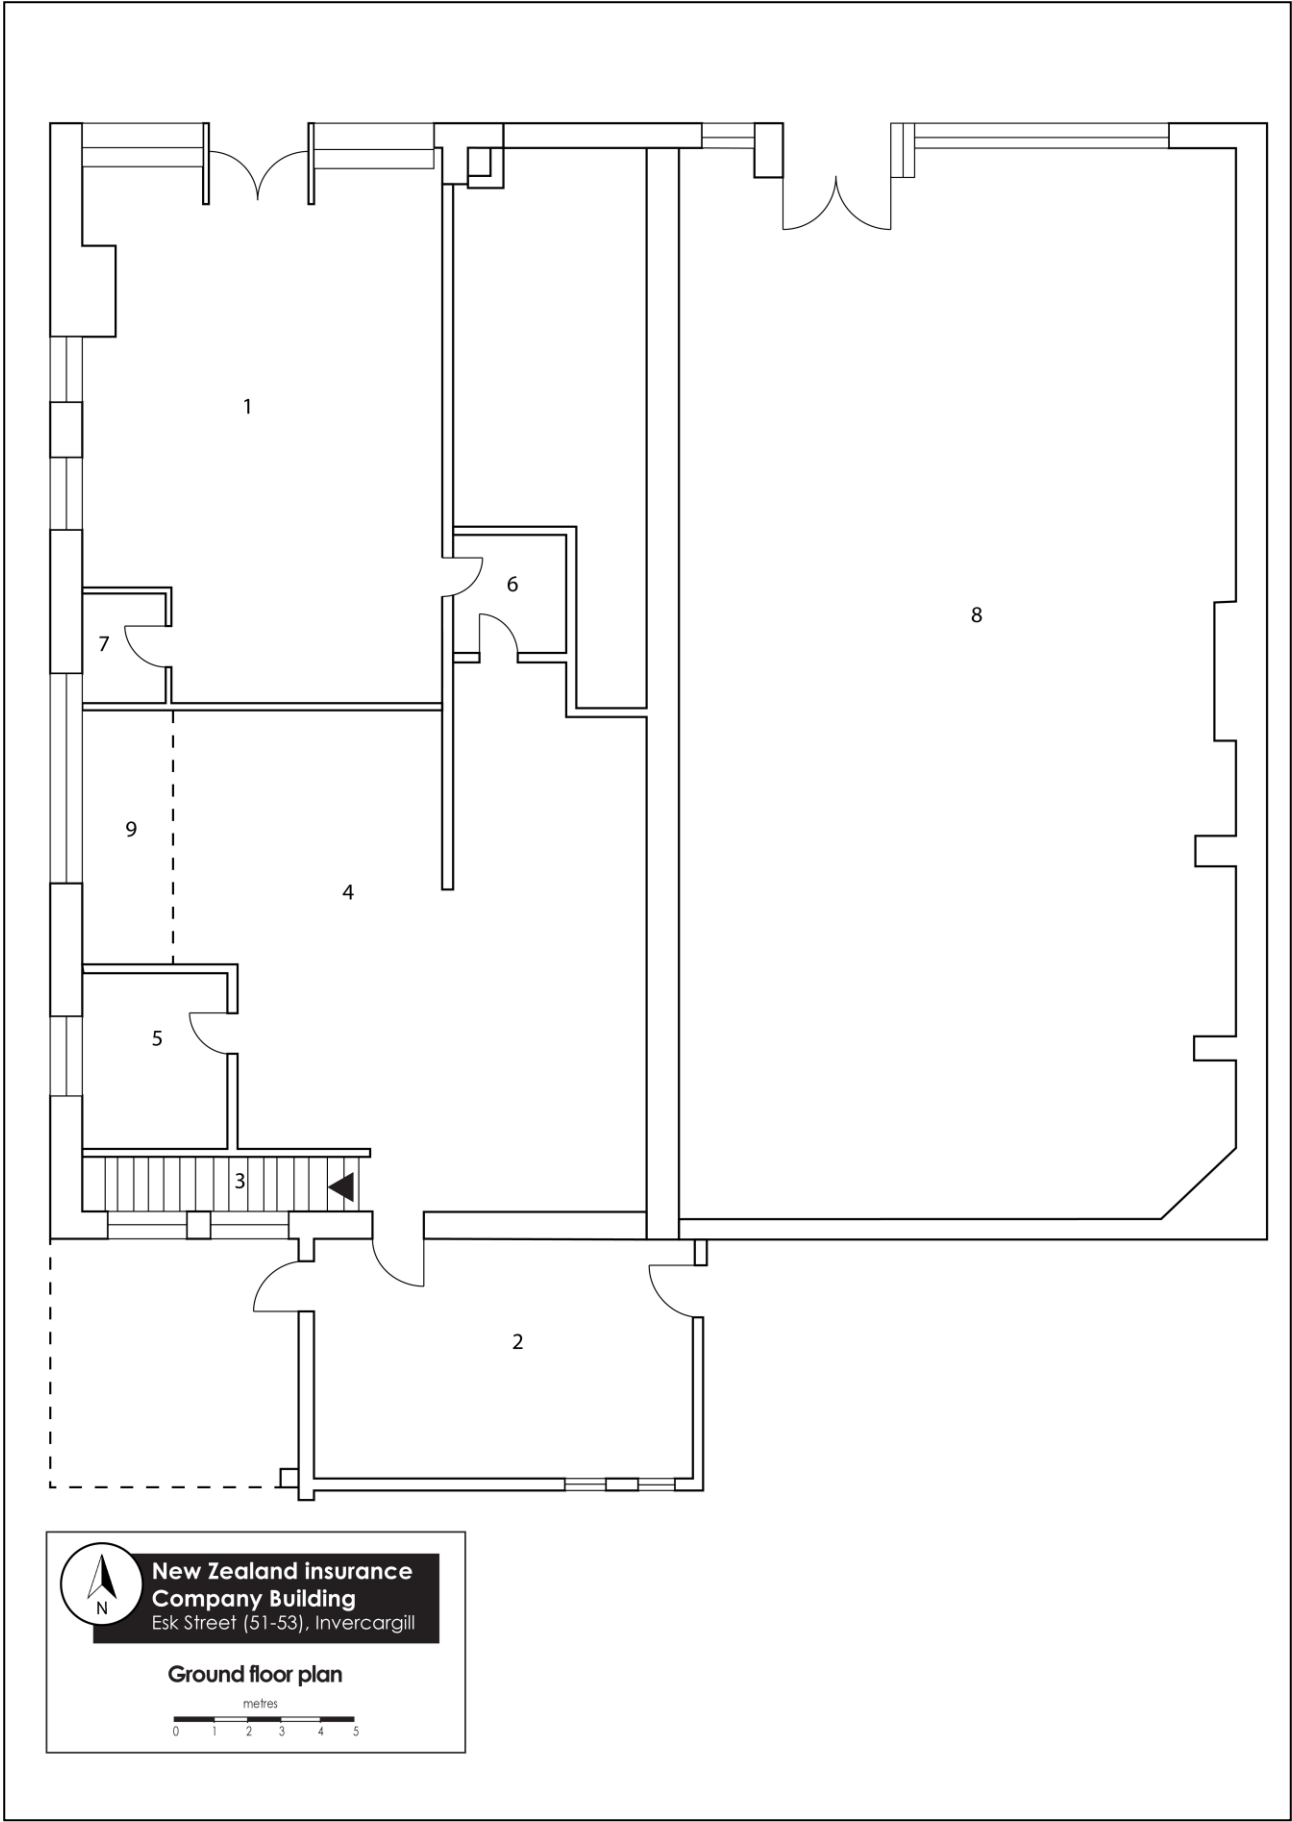 1
6
8
7
9
4
5
3
2
N
New Zealand insurance
Company Building
Esk Street (51-53), Invercargill
Ground floor plan
metres
0 1 2 3 4 5